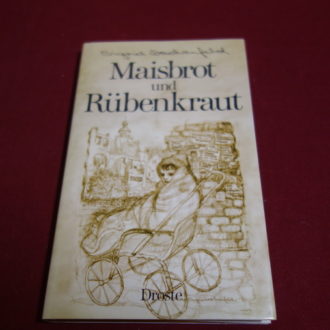 Maisbrot
und
Rübenkraut
Droste